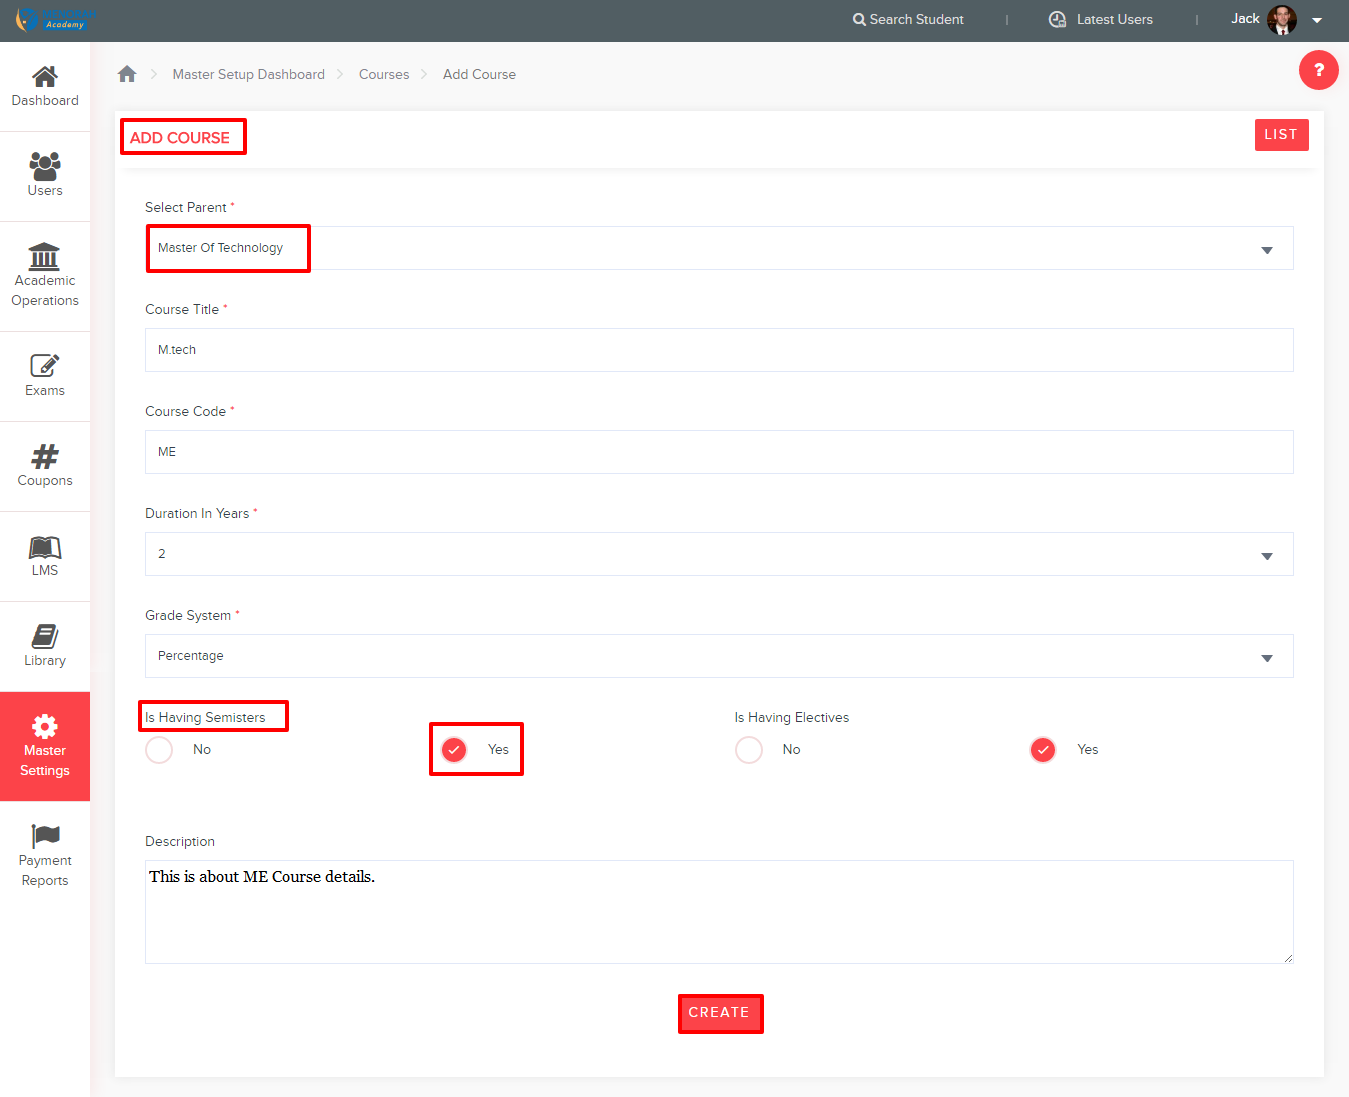 Academy
Search Student
Latest Users
Jack
Dashboard
Users
Academic
Operations
Exams
Coupons
LMS
Library
Master
Settings
Payment
Reports
Master Setup Dashboard
Courses
Add Course
?
ADD COURSE
LIST
Select Parent *
Master Of Technology
Course Title *
M.tech
Course Code *
ME
Duration In Years *
2
Grade System *
Percentage
Is Having Semisters
No
Yes
Is Having Electives
No
Yes
Description
This is about ME Course details.
CREATE